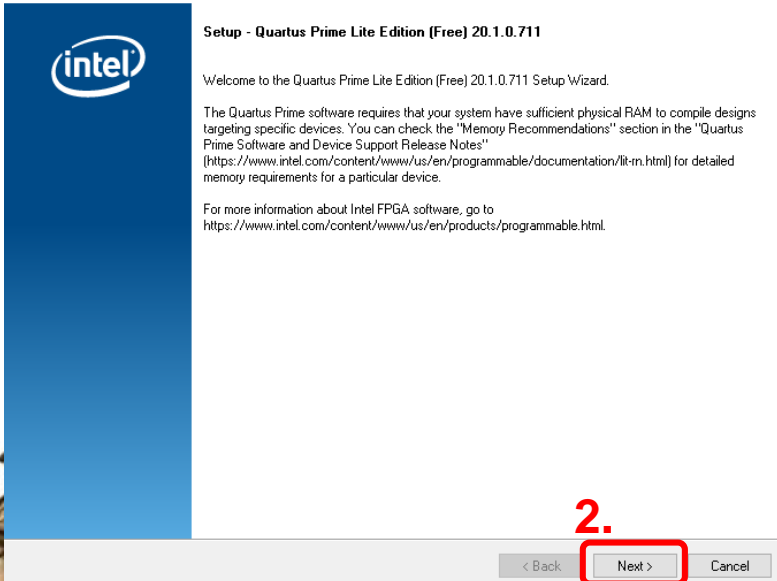 intel
Setup - Quartus Prime Lite Edition (Free) 20.1.0.711
Welcome to the Quartus Prime Lite Edition (Free) 20.1.0.711 Setup Wizard.
The Quartus Prime software requires that your system have sufficient physical RAM to compile designs
targeting specific devices. You can check the "Memory Recommendations" section in the "Quartus
Prime Software and Device Support Release Notes"
(https://www.intel.com/content/www/us/en/programmable/documentation/lit-rn.html) for detailed
memory requirements for a particular device.
For more information about Intel FPGA software, go to
https://www.intel.com/content/www/us/en/products/programmable.html.
2.
< Back Next > Cancel